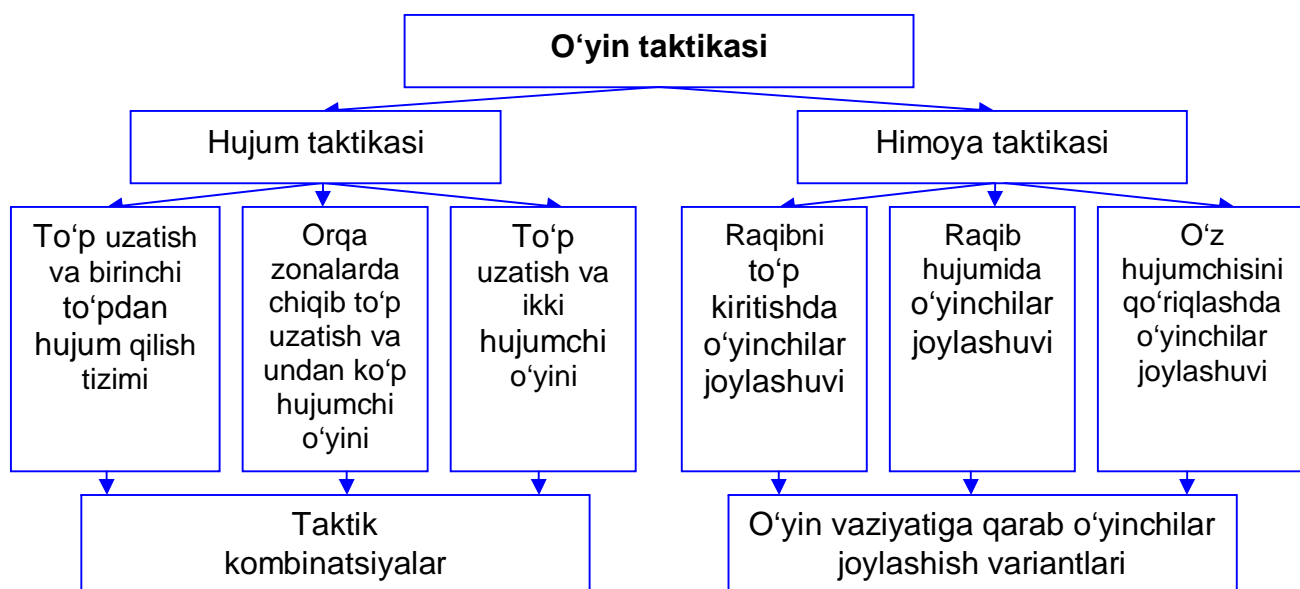 O‘yin taktikasi
Hujum taktikasi
Himoya taktikasi
To‘p uzatish
va birinchi
to‘pdan
hujum qilish
tizimi
Orqa
zonalarda
chiqib to‘p
uzatish va
undan ko‘p
hujumchi
o‘yini
To‘p
uzatish va
ikki
hujumchi
o‘yini
Raqibni
to‘p
kiritishda
o‘yinchilar
joylashuvi
Raqib
hujumida
o‘yinchilar
joylashuvi
O‘z
hujumchisini
qo‘riqlashda
o‘yinchilar
joylashuvi
Taktik
kombinatsiyalar
O‘yin vaziyatiga qarab o‘yinchilar
joylashish variantlari